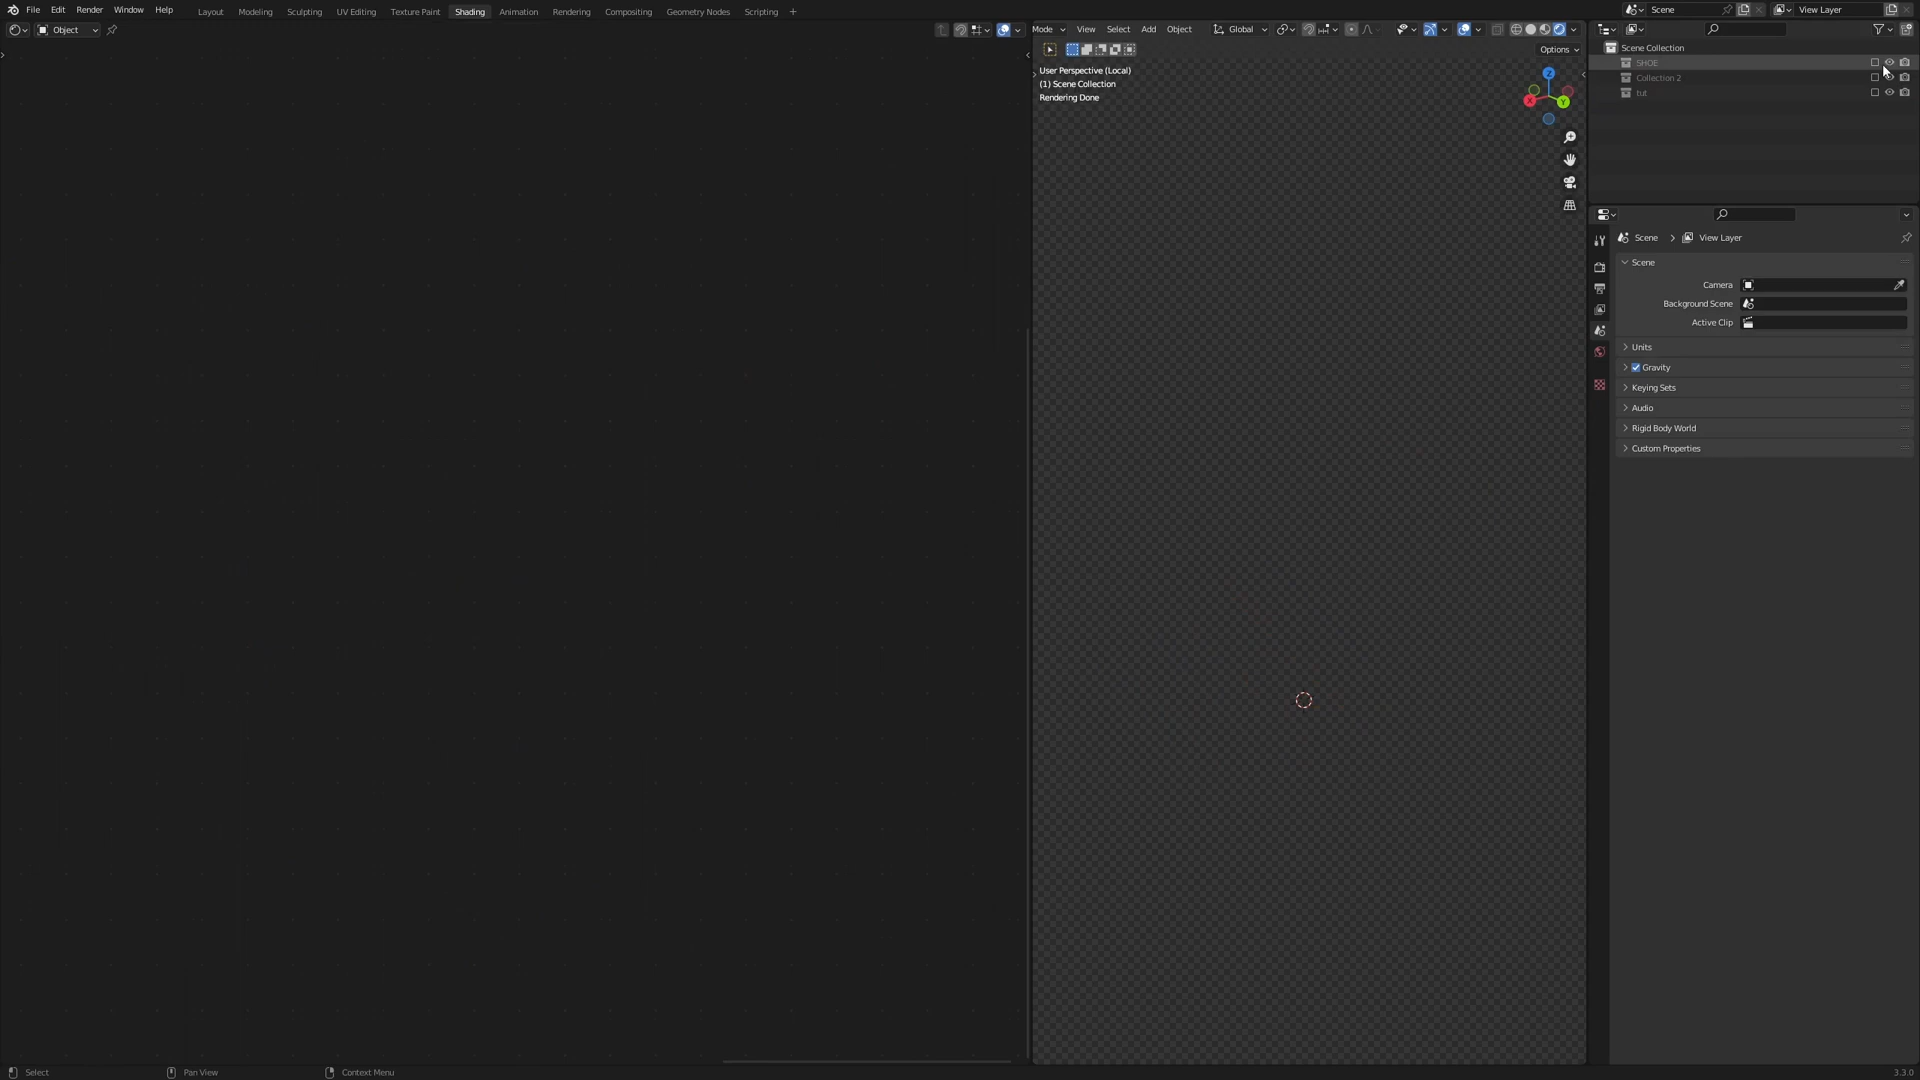 File Edit Render Window Help Layout Modeling Sculpting UV Editing Texture Paint Shading Animation Rendering Compositing Geometry Nodes Scripting + Scene View Layer
Object Mode View Select Add Object Global
Options
User Perspective (Local)
(1) Scene Collection
Rendering Done
Z
X
Y
Scene Collection
SHOE
Collection 2
tut
Scene > View Layer
Scene
Camera
Background Scene
Active Clip
Units
Gravity
Keying Sets
Audio
Rigid Body World
Custom Properties
Select Pan View Context Menu 3.3.0